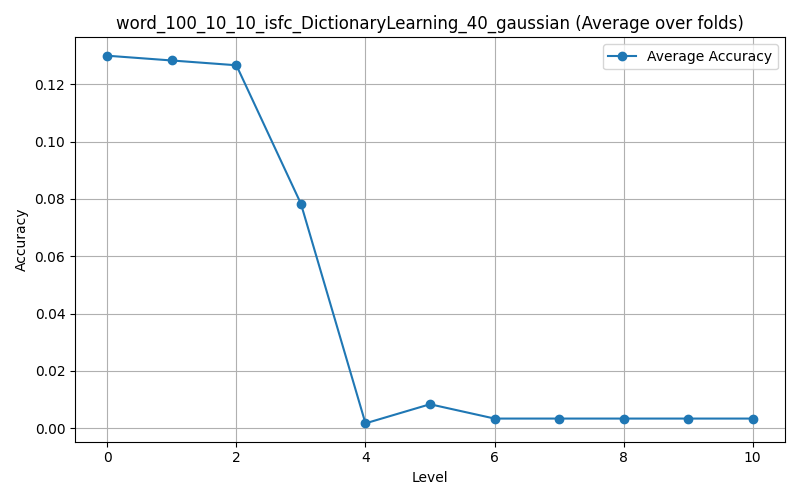 word_100_10_10_isfc_DictionaryLearning_40_gaussian (Average over folds)
Average Accuracy
0.12
0.10
0.08
0.06
0.04
0.02
0.00
Accuracy
0 2 4 6 8 10
Level